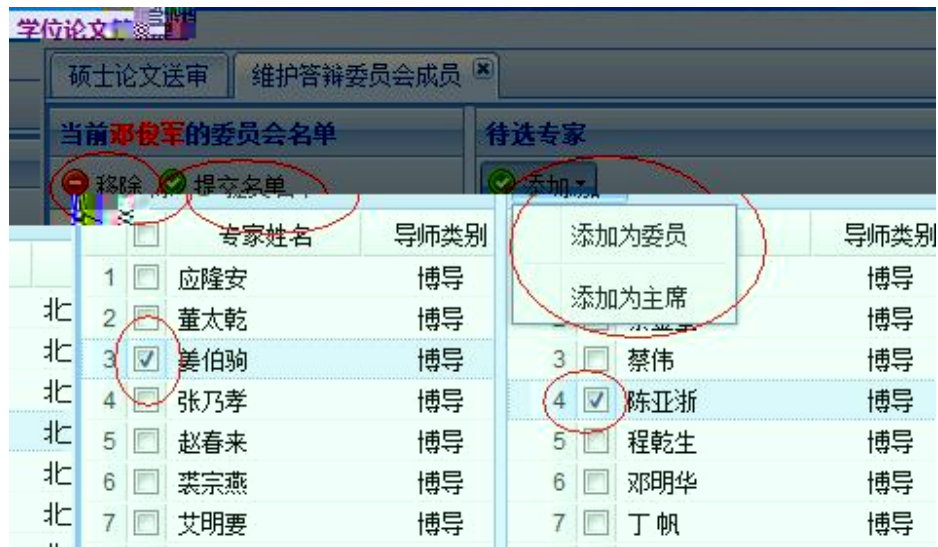 学位论文
硕士论文送审 维护答辩委员会成员
当前邓俊军的委员会名单 待选专家
移除 提交名单 添加
专家姓名 导师类别 添加为委员 导师类别
1 应隆安 博导 添加为主席
北 2 董太乾 博导 博导
北 3 姜伯驹 博导 3 蔡伟 博导
北 4 张乃孝 博导 4 陈亚浙 博导
北 5 赵春来 博导 5 程乾生 博导
北 6 裘宗燕 博导 6 邓明华 博导
北 7 艾明要 博导 7 丁帆 博导